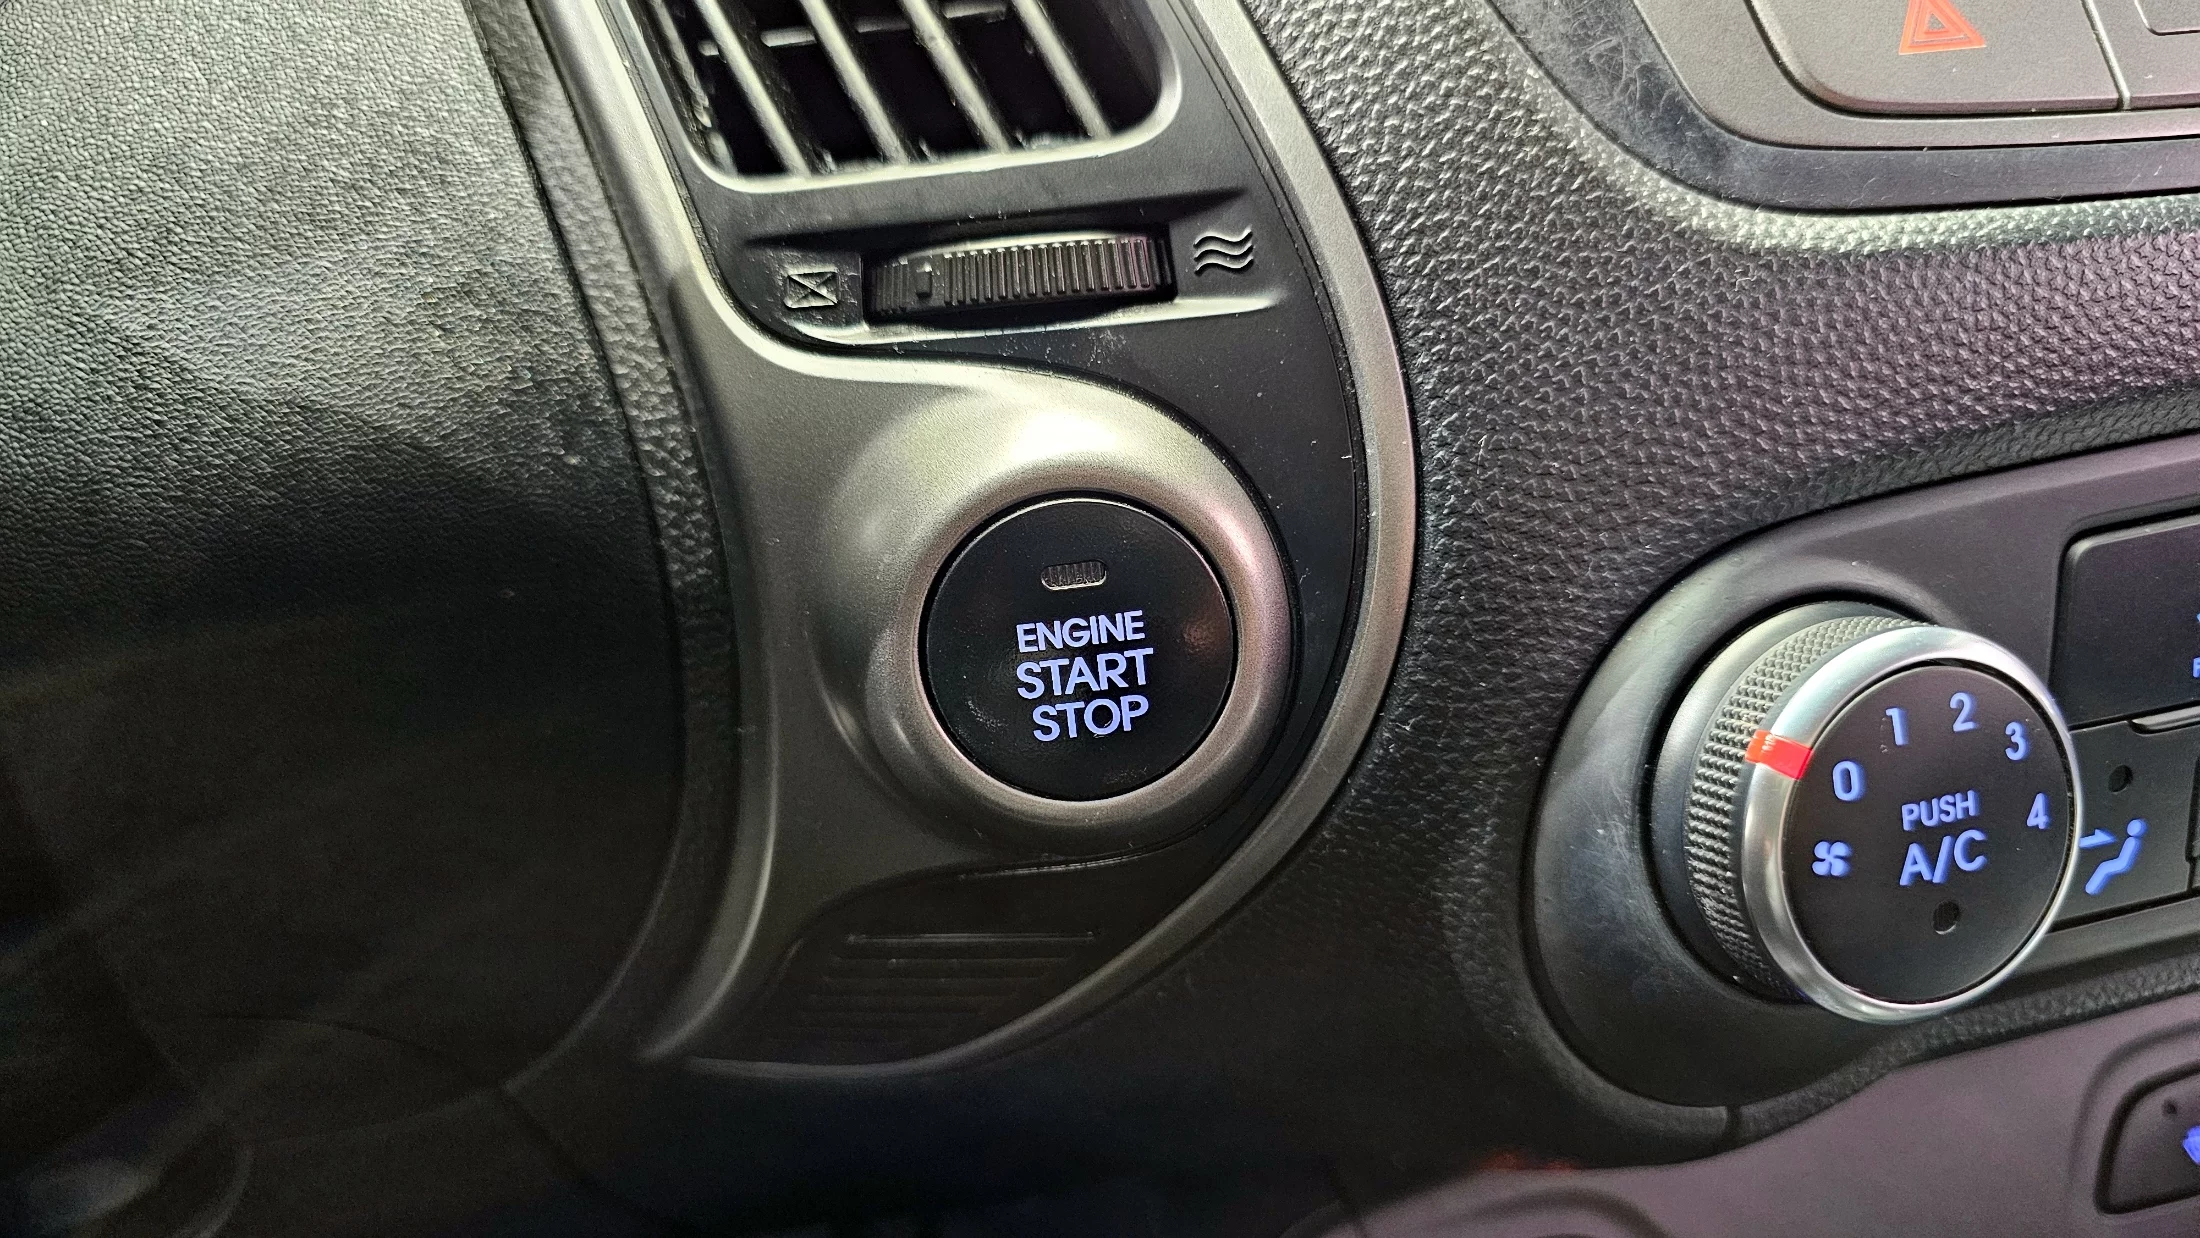 ENGINE
START
STOP
0 1 2 3 4
PUSH
A/C